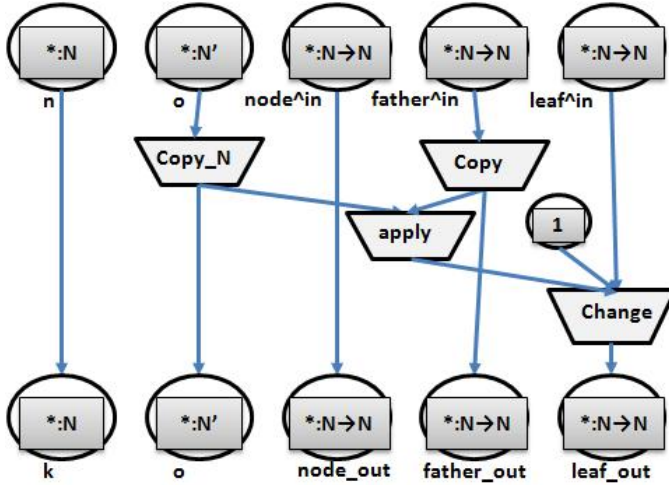 *:N *:N’ *:N→N *:N→N *:N→N
n o node^in father^in leaf^in
Copy_N Copy
apply 1
Change
*:N *:N’ *:N→N *:N→N *:N→N
k o node_out father_out leaf_out